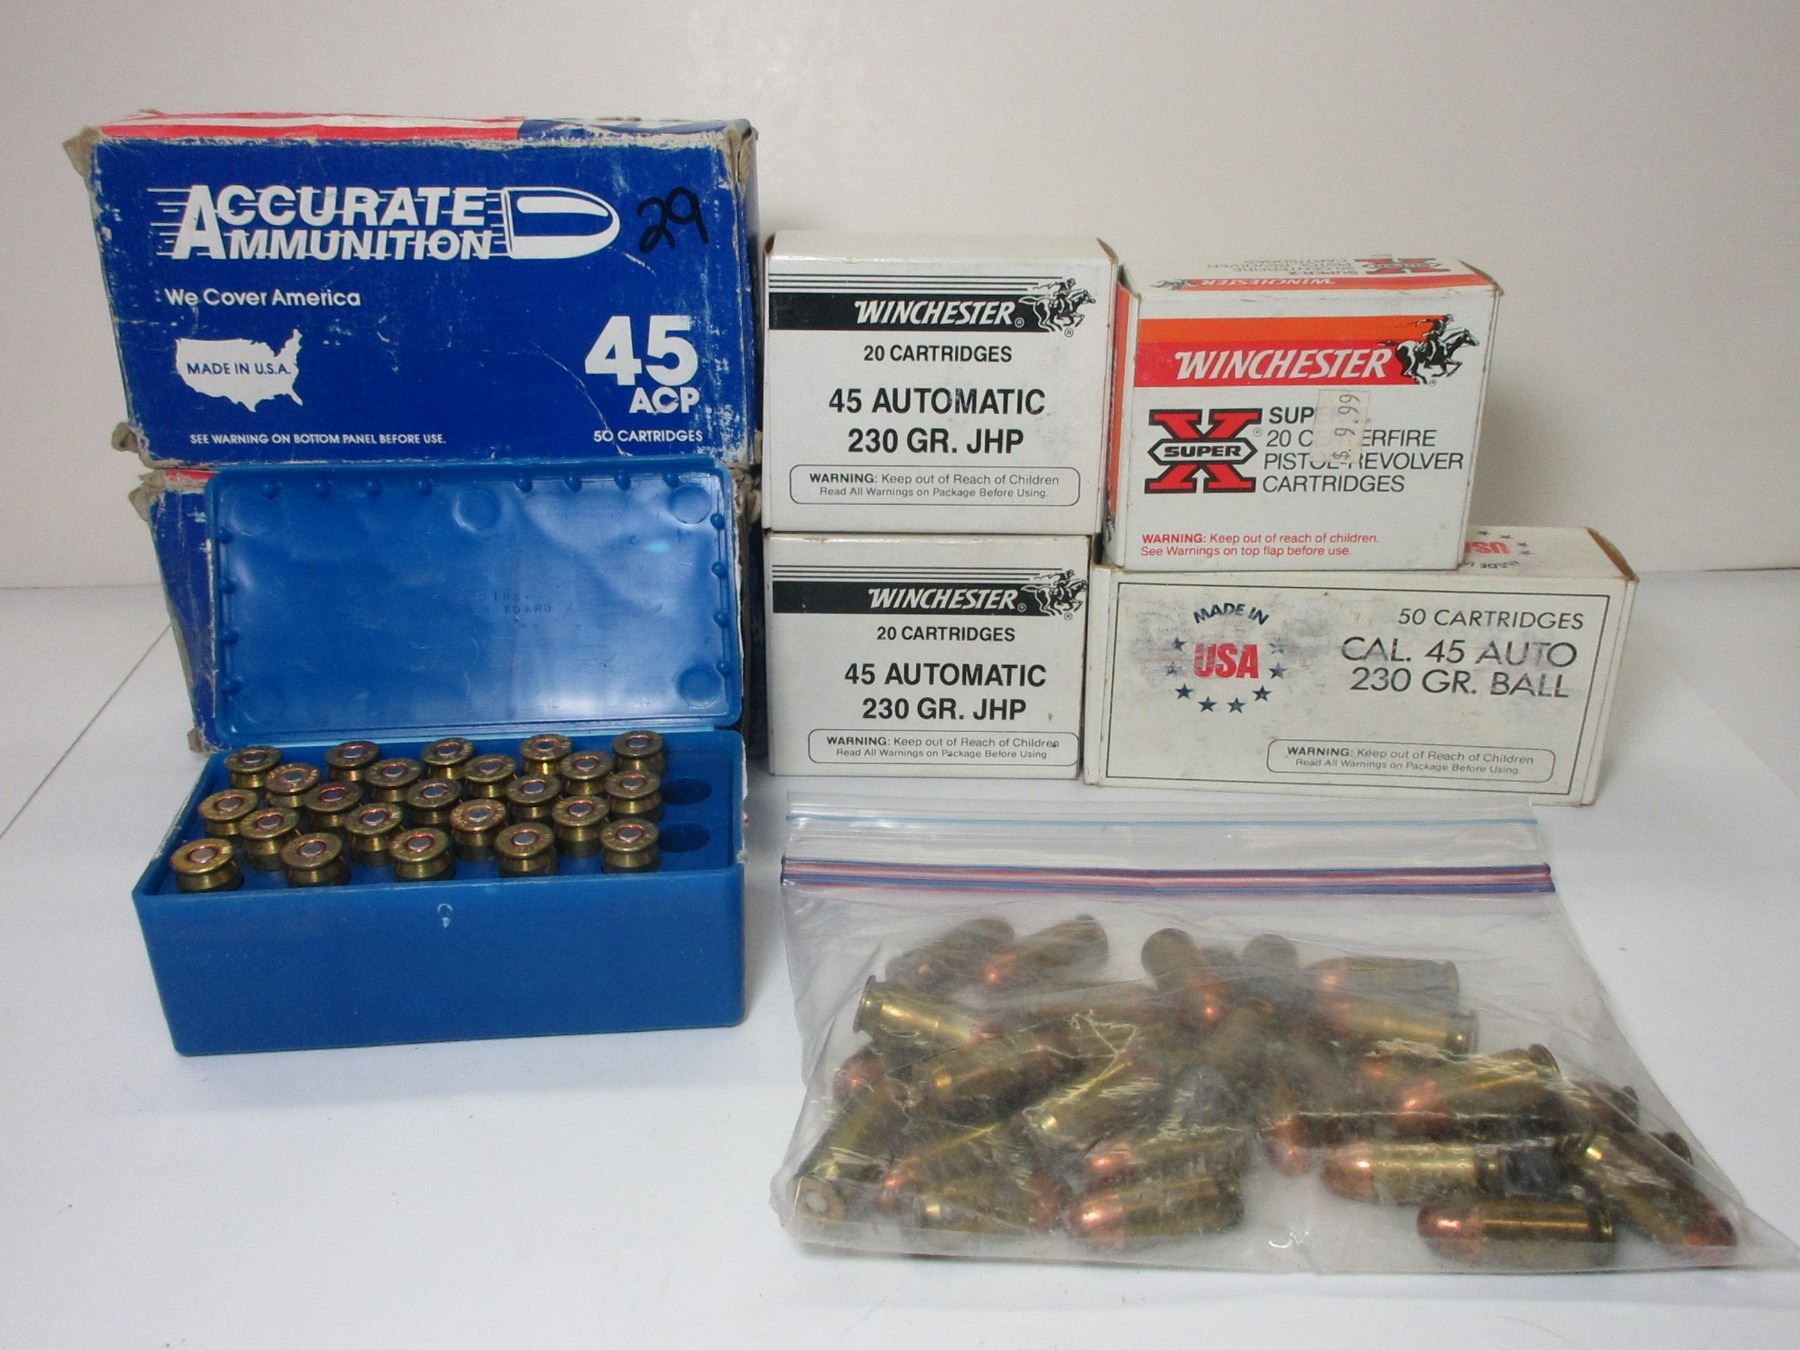 ACCURATE
AMMUNITION
29
We Cover America
MADE IN U.S.A.
45
ACP
SEE WARNING ON BOTTOM PANEL BEFORE USE.
50 CARTRIDGES
WINCHESTER®
20 CARTRIDGES
45 AUTOMATIC
230 GR. JHP
WARNING: Keep out of Reach of Children
Read All Warnings on Package Before Using.
WINCHESTER®
20 CARTRIDGES
45 AUTOMATIC
230 GR. JHP
WARNING: Keep out of Reach of Children
Read All Warnings on Package Before Using.
WINCHESTER
X
SUPER
$ 9.99
PISTOL-REVOLVER
CARTRIDGES
WARNING: Keep out of reach of children.
See Warnings on top flap before use.
MADE IN
USA
50 CARTRIDGES
CAL. 45 AUTO
230 GR. BALL
WARNING: Keep out of Reach of Children
Read All Warnings on Package Before Using.